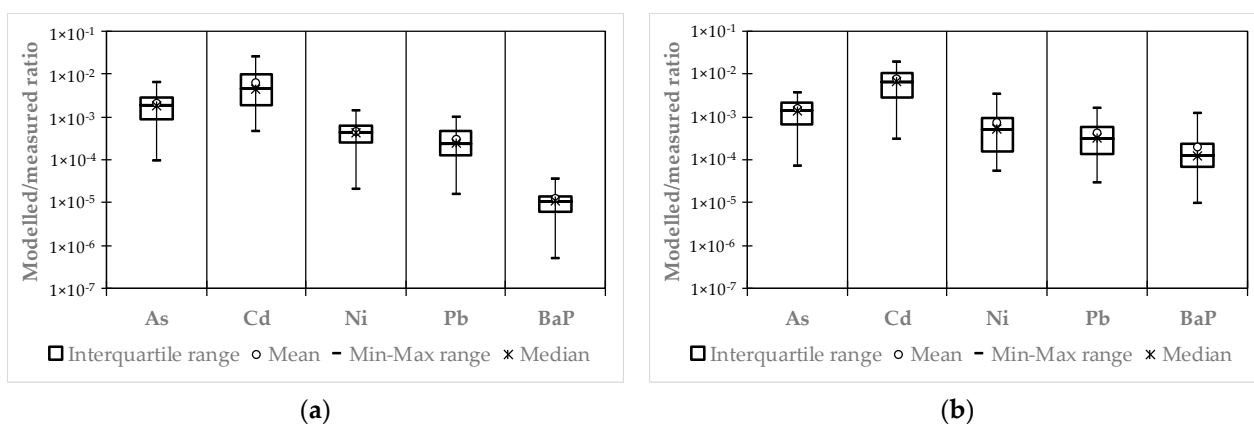 Modelled/measured ratio
1×10⁻¹
1×10⁻²
1×10⁻³
1×10⁻⁴
1×10⁻⁵
1×10⁻⁶
1×10⁻⁷
As Cd Ni Pb BaP
Interquartile range Mean Min-Max range Median
(a)
Modelled/measured ratio
1×10⁻¹
1×10⁻²
1×10⁻³
1×10⁻⁴
1×10⁻⁵
1×10⁻⁶
1×10⁻⁷
As Cd Ni Pb BaP
Interquartile range Mean Min-Max range Median
(b)